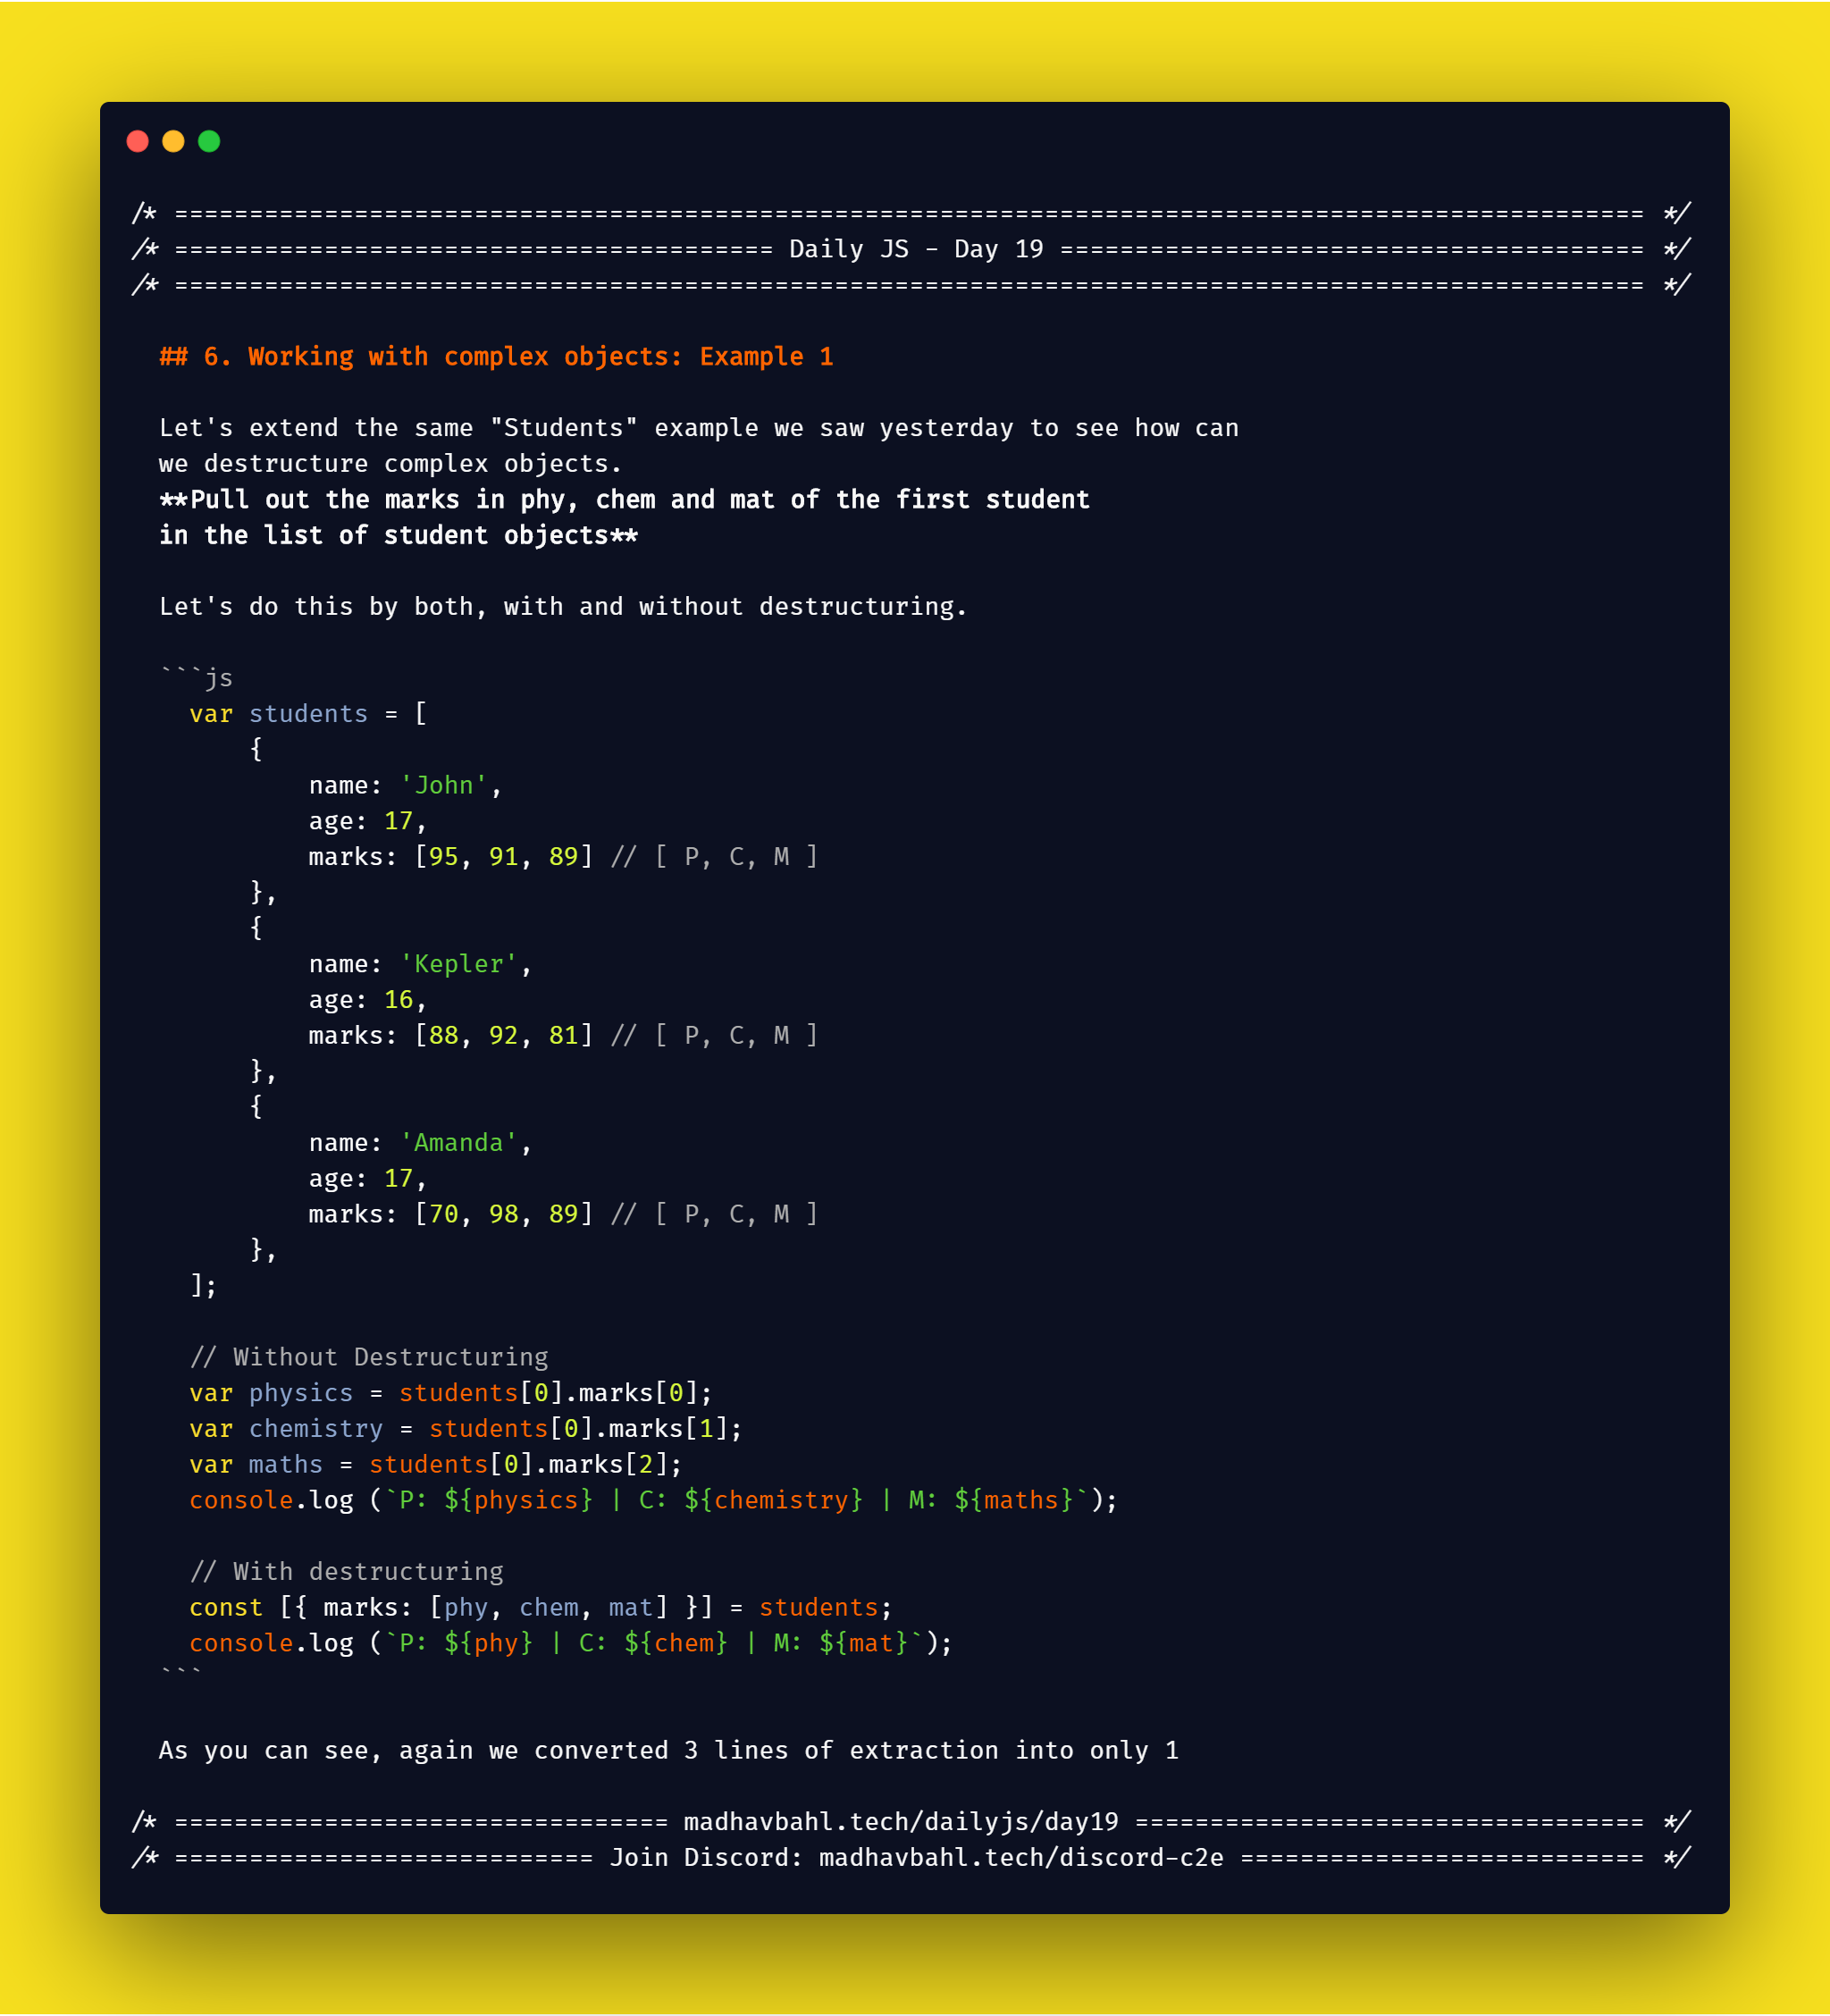 /* ================================================================================================== */
/* ======================================== Daily JS - Day 19 ======================================= */
/* ================================================================================================== */
## 6. Working with complex objects: Example 1
Let's extend the same "Students" example we saw yesterday to see how can
we destructure complex objects.
**Pull out the marks in phy, chem and mat of the first student
in the list of student objects**
Let's do this by both, with and without destructuring.
```js
var students = [
{
name: 'John',
age: 17,
marks: [95, 91, 89] // [ P, C, M ]
},
{
name: 'Kepler',
age: 16,
marks: [88, 92, 81] // [ P, C, M ]
},
{
name: 'Amanda',
age: 17,
marks: [70, 98, 89] // [ P, C, M ]
},
];
// Without Destructuring
var physics = students[0].marks[0];
var chemistry = students[0].marks[1];
var maths = students[0].marks[2];
console.log (`P: ${physics} | C: ${chemistry} | M: ${maths}`);
// With destructuring
const [{ marks: [phy, chem, mat] }] = students;
console.log (`P: ${phy} | C: ${chem} | M: ${mat}`);
```
As you can see, again we converted 3 lines of extraction into only 1
/* ================================= madhavbahl.tech/dailyjs/day19 ================================== */
/* ============================ Join Discord: madhavbahl.tech/discord-c2e =========================== */